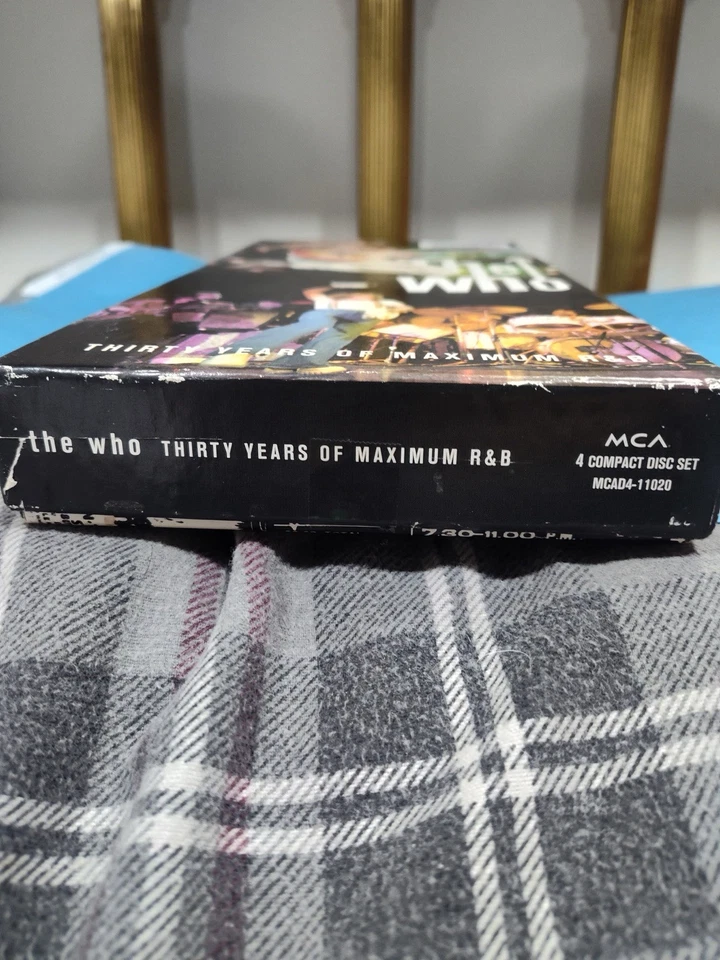 who
THIRTY YEARS OF MAXIMUM R&B
the who THIRTY YEARS OF MAXIMUM R&B
MCA
4 COMPACT DISC SET
MCAD4-11020
7.30-11.00 P.M.